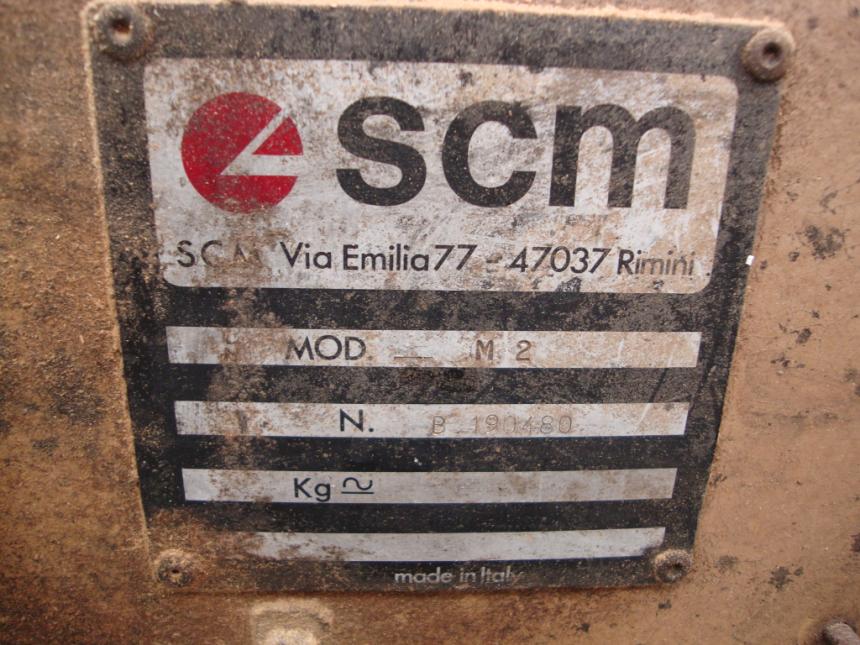 scm
SCM Via Emilia 77 - 47037 Rimini
MOD. — M 2
N. B 190480
Kg ≃
made in Italy